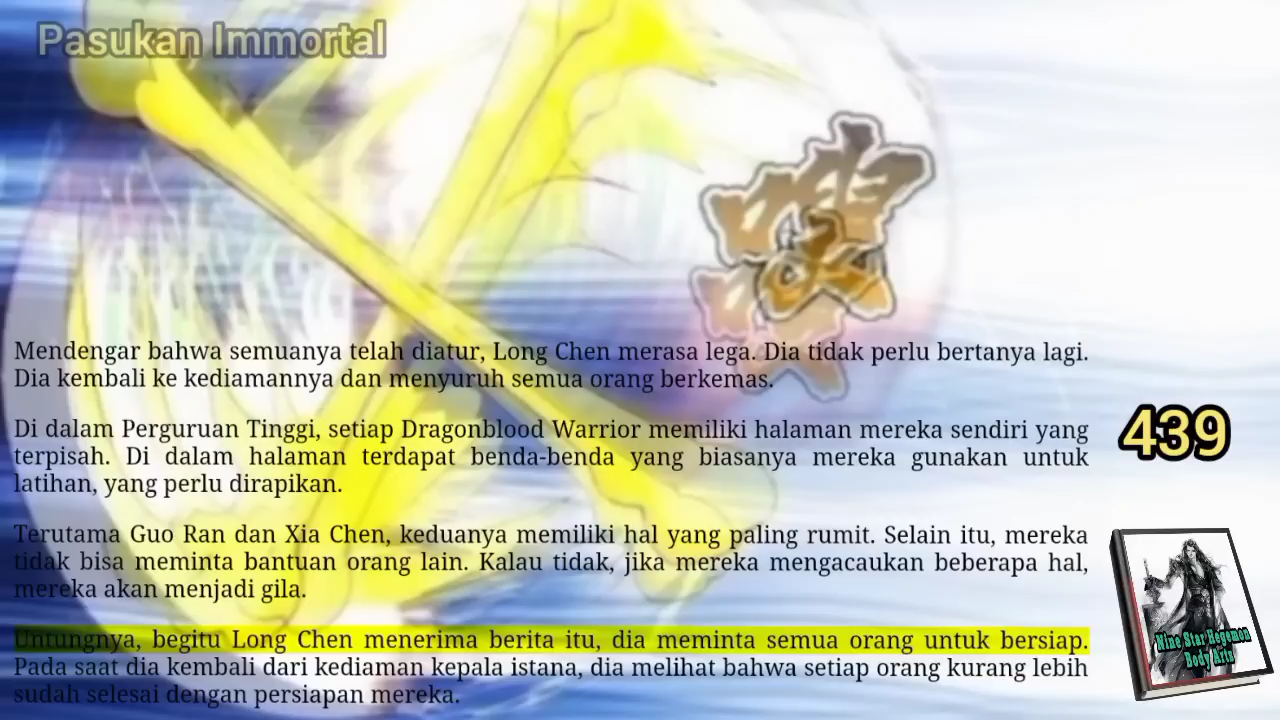 Pasukan Immortal
Mendengar bahwa semuanya telah diatur, Long Chen merasa lega. Dia tidak perlu bertanya lagi.
Dia kembali ke kediamannya dan menyuruh semua orang berkemas.
Di dalam Perguruan Tinggi, setiap Dragonblood Warrior memiliki halaman mereka sendiri yang
terpisah. Di dalam halaman terdapat benda-benda yang biasanya mereka gunakan untuk
latihan, yang perlu dirapikan.
Terutama Guo Ran dan Xia Chen, keduanya memiliki hal yang paling rumit. Selain itu, mereka
tidak bisa meminta bantuan orang lain. Kalau tidak, jika mereka mengacaukan beberapa hal,
mereka akan menjadi gila.
Untungnya, begitu Long Chen menerima berita itu, dia meminta semua orang untuk bersiap.
Pada saat dia kembali dari kediaman kepala istana, dia melihat bahwa setiap orang kurang lebih
sudah selesai dengan persiapan mereka.
439
Nine Star Hegemon
Body Arts